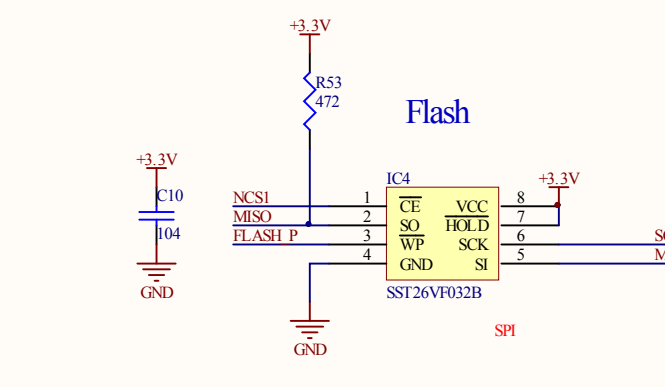 +3.3V
R53
472
Flash
+3.3V
C10
104
GND
NCS1
MISO
FLASH P
IC4
1
2
3
4
CE
SO
WP
GND
VCC
HOLD
SCK
SI
8
7
6
5
+3.3V
SST26VF032B
GND
SPI